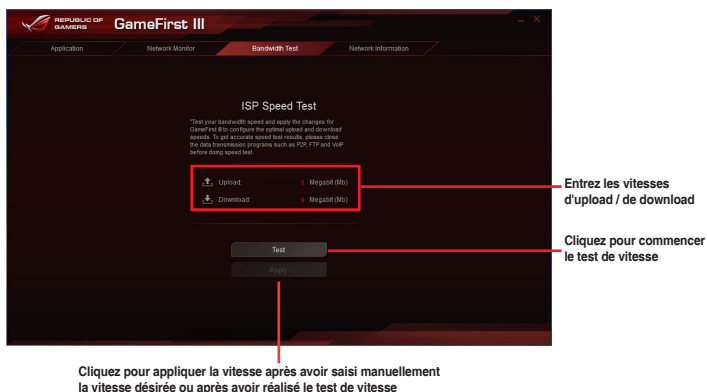 REPUBLIC OF
GAMERS
GameFirst III
Application
Network Monitor
Bandwidth Test
Network Information
ISP Speed Test
*Test your bandwidth speed and apply the changes for
GameFirst III to configure the optimal upload and download
speeds. To get accurate speed test results, please close
the data transmission programs such as P2P, FTP and VoIP
before doing speed test.
Upload: 0 Megabit (Mb)
Download: 0 Megabit (Mb)
Entrez les vitesses
d'upload / de download
Test
Cliquez pour commencer
le test de vitesse
Apply
Cliquez pour appliquer la vitesse après avoir saisi manuellement
la vitesse désirée ou après avoir réalisé le test de vitesse